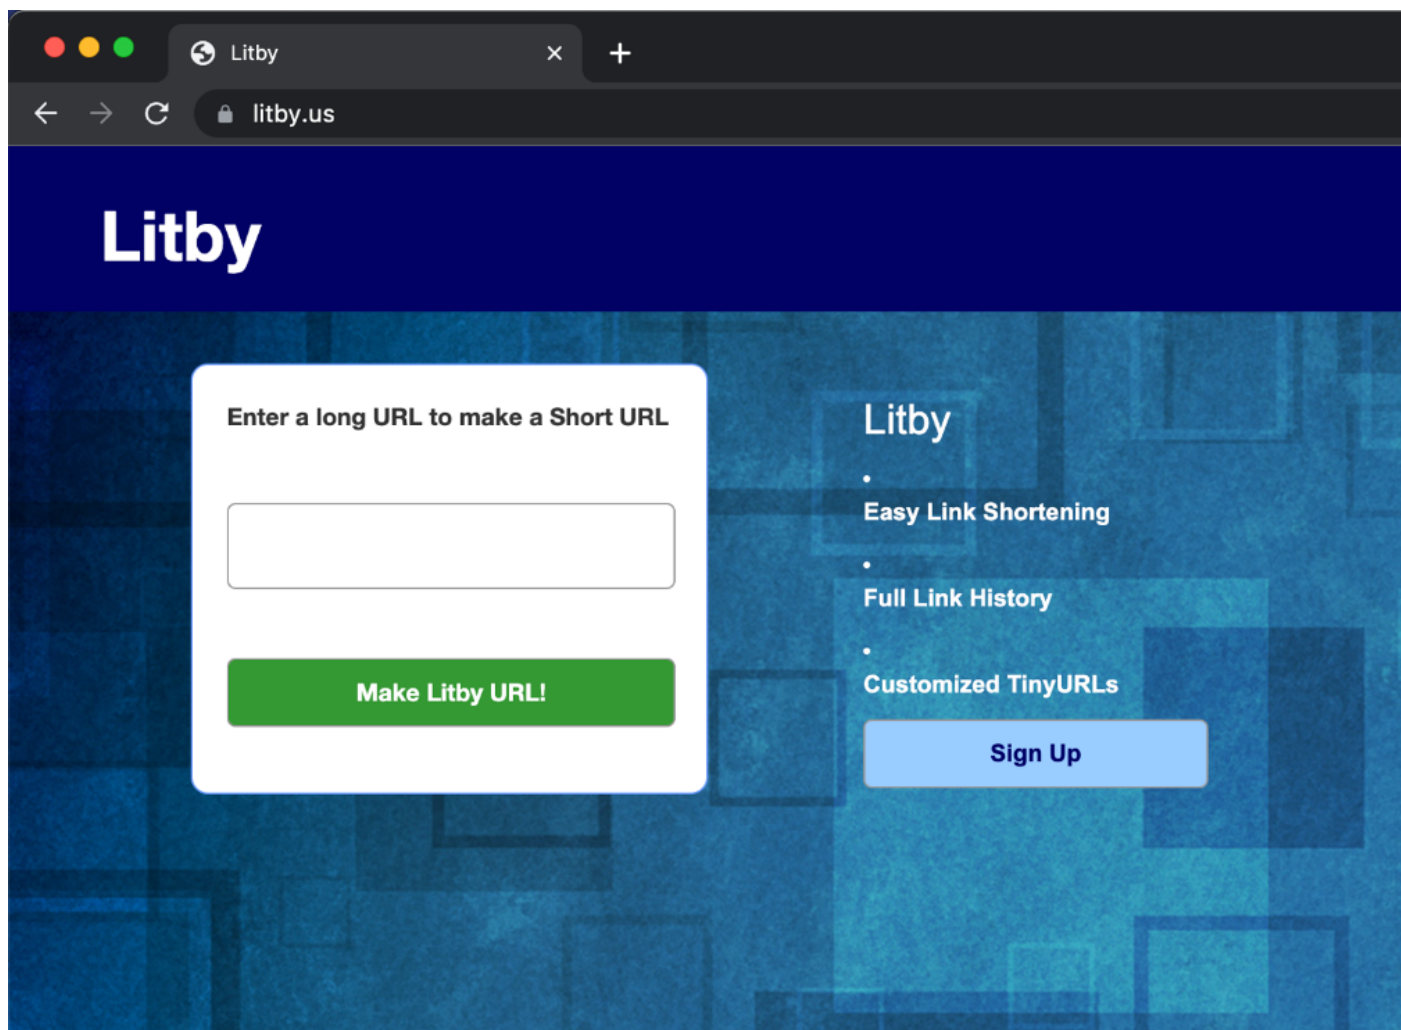 Litby
litby.us
Litby
Enter a long URL to make a Short URL
Make Litby URL!
Litby
• Easy Link Shortening
• Full Link History
• Customized TinyURLs
Sign Up